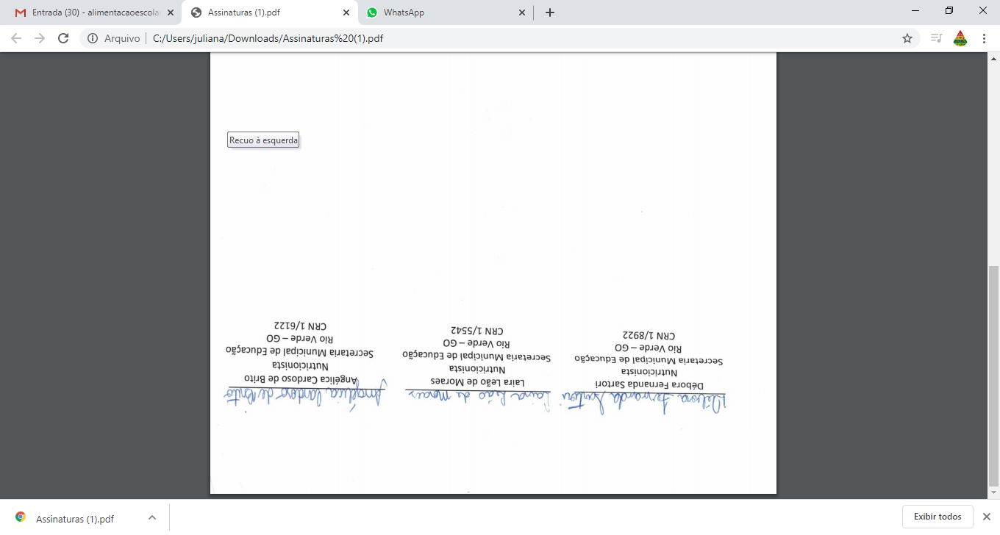 Entrada (30) - alimentacaoescola
Assinaturas (1).pdf
WhatsApp
Arquivo
C:/Users/juliana/Downloads/Assinaturas%20(1).pdf
Recuo à esquerda
Débora Fernanda Sartori
Débora Fernanda Sartori
Nutricionista
Secretaria Municipal de Educação
Rio Verde – GO
CRN 1/8922
Laira Leão de Moraes
Laira Leão de Moraes
Nutricionista
Secretaria Municipal de Educação
Rio Verde – GO
CRN 1/5542
Angélica Cardoso de Brito
Angélica Cardoso de Brito
Nutricionista
Secretaria Municipal de Educação
Rio Verde – GO
CRN 1/6122
Assinaturas (1).pdf
Exibir todos